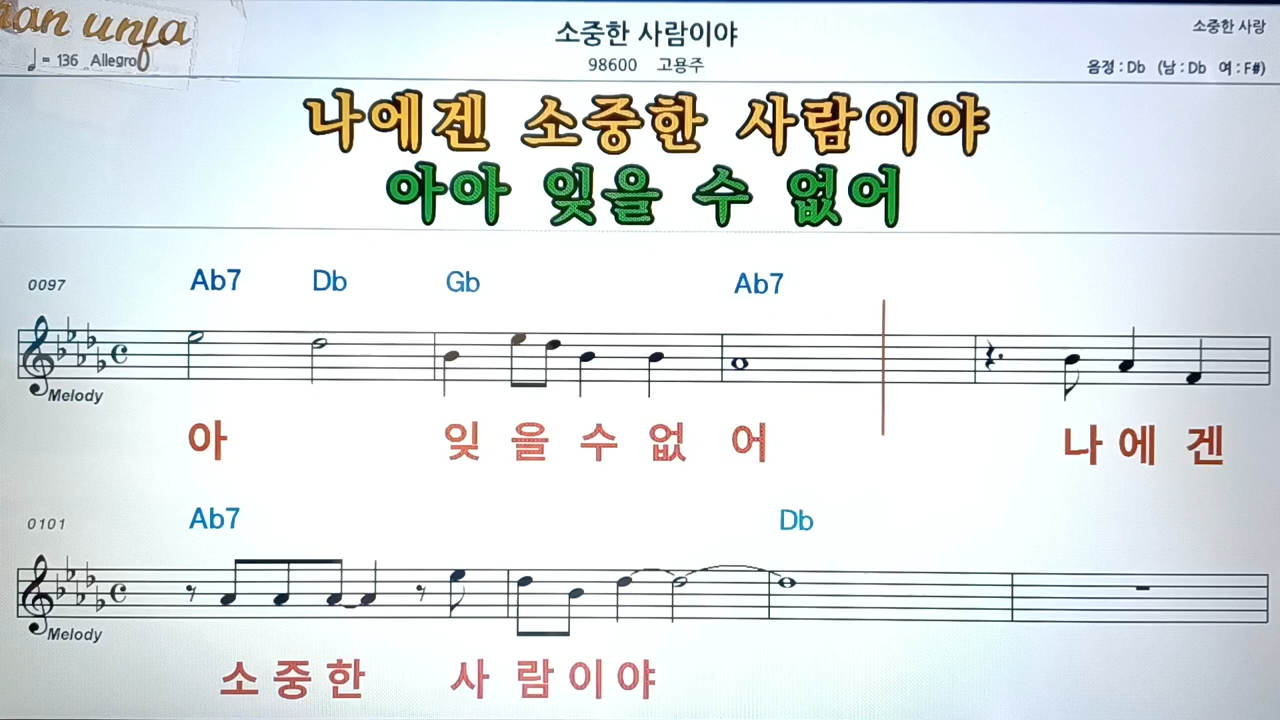 nan unja
♩ = 136 Allegro
소중한 사람이야
98600 고용주
소중한 사랑
음정 : Db (남 : Db 여 : F#)
나에겐 소중한 사람이야
아아 잊을 수 없어
0097
Ab7 Db Gb Ab7
Melody
아 잊 을 수 없 어 나 에 겐
0101
Ab7 Db
Melody
소 중 한 사 람 이 야